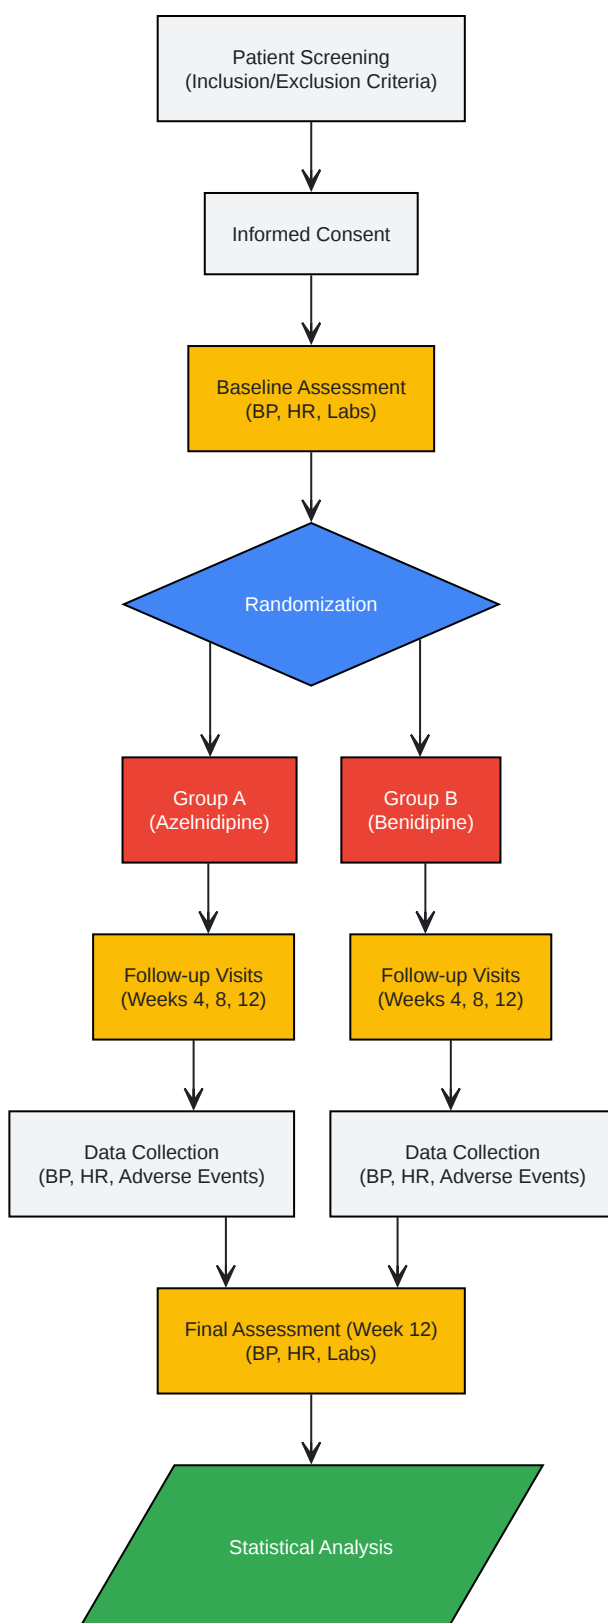 Patient Screening
(Inclusion/Exclusion Criteria)
Informed Consent
Baseline Assessment
(BP, HR, Labs)
Randomization
Group A
(Azelnidipine)
Group B
(Benidipine)
Follow-up Visits
(Weeks 4, 8, 12)
Follow-up Visits
(Weeks 4, 8, 12)
Data Collection
(BP, HR, Adverse Events)
Data Collection
(BP, HR, Adverse Events)
Final Assessment (Week 12)
(BP, HR, Labs)
Statistical Analysis